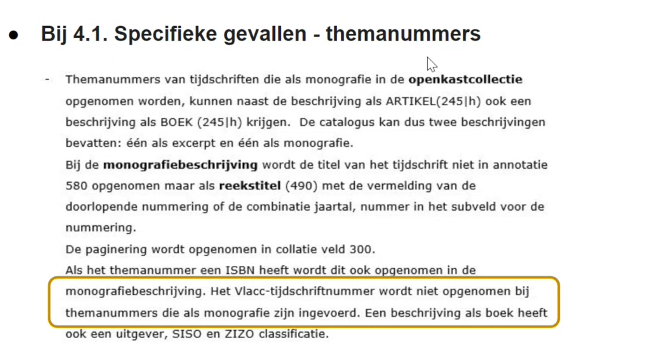 ● Bij 4.1. Specifieke gevallen - themanummers
- Themanummers van tijdschriften die als monografie in de openkastcollectie
opgenomen worden, kunnen naast de beschrijving als ARTIKEL(245|h) ook een
beschrijving als BOEK (245|h) krijgen. De catalogus kan dus twee beschrijvingen
bevatten: één als excerpt en één als monografie.
Bij de monografiebeschrijving wordt de titel van het tijdschrift niet in annotatie
580 opgenomen maar als reekstitel (490) met de vermelding van de
doorlopende nummering of de combinatie jaartal, nummer in het subveld voor de
nummering.
De paginering wordt opgenomen in collatie veld 300.
Als het themanummer een ISBN heeft wordt dit ook opgenomen in de
monografiebeschrijving. Het Vlacc-tijdschriftnummer wordt niet opgenomen bij
themanummers die als monografie zijn ingevoerd. Een beschrijving als boek heeft
ook een uitgever, SISO en ZIZO classificatie.